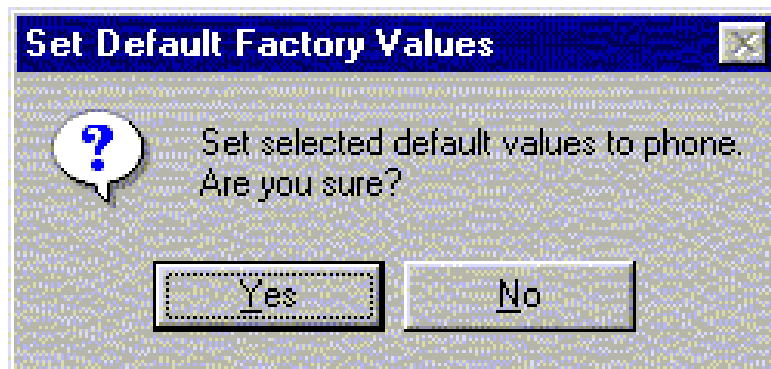 Set Default Factory Values
?
Set selected default values to phone.
Are you sure?
Yes No